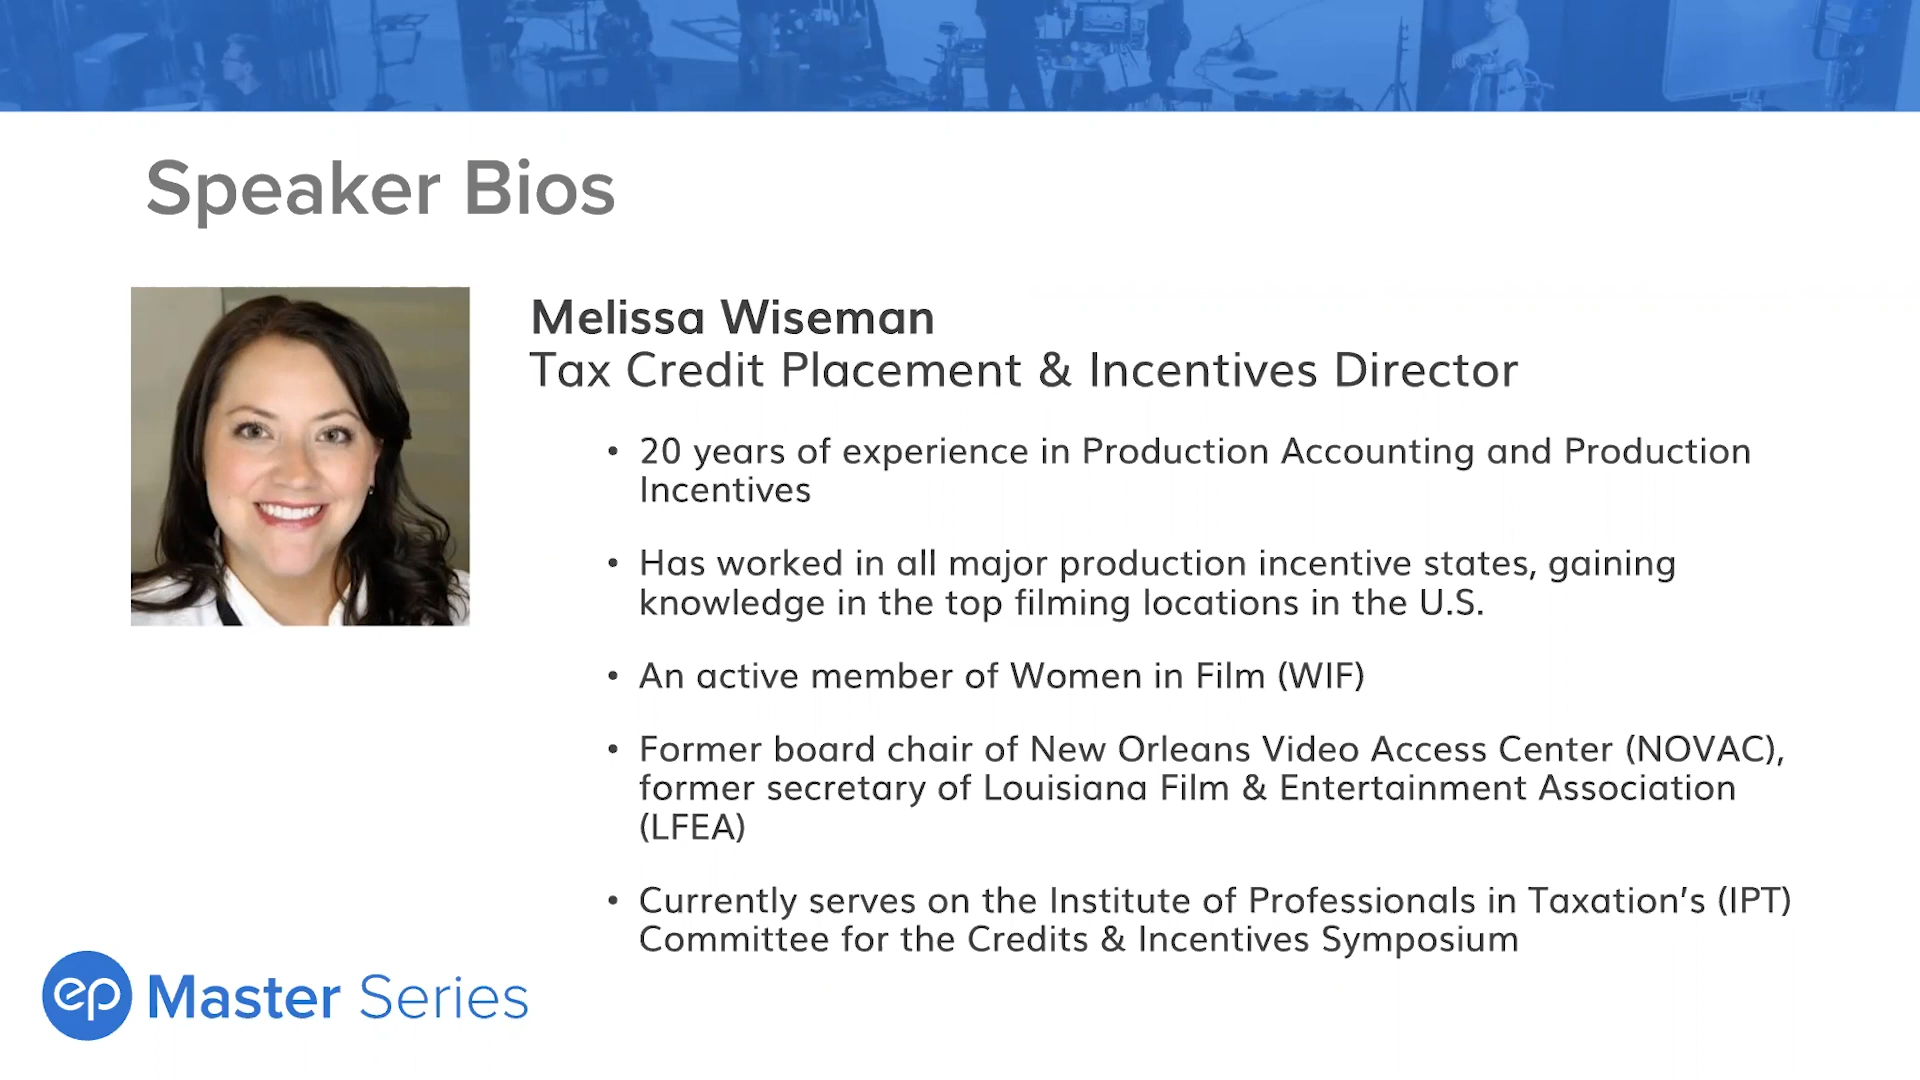 Speaker Bios
Melissa Wiseman
Tax Credit Placement & Incentives Director
• 20 years of experience in Production Accounting and Production
Incentives
• Has worked in all major production incentive states, gaining
knowledge in the top filming locations in the U.S.
• An active member of Women in Film (WIF)
• Former board chair of New Orleans Video Access Center (NOVAC),
former secretary of Louisiana Film & Entertainment Association
(LFEA)
• Currently serves on the Institute of Professionals in Taxation’s (IPT)
Committee for the Credits & Incentives Symposium
ep Master Series